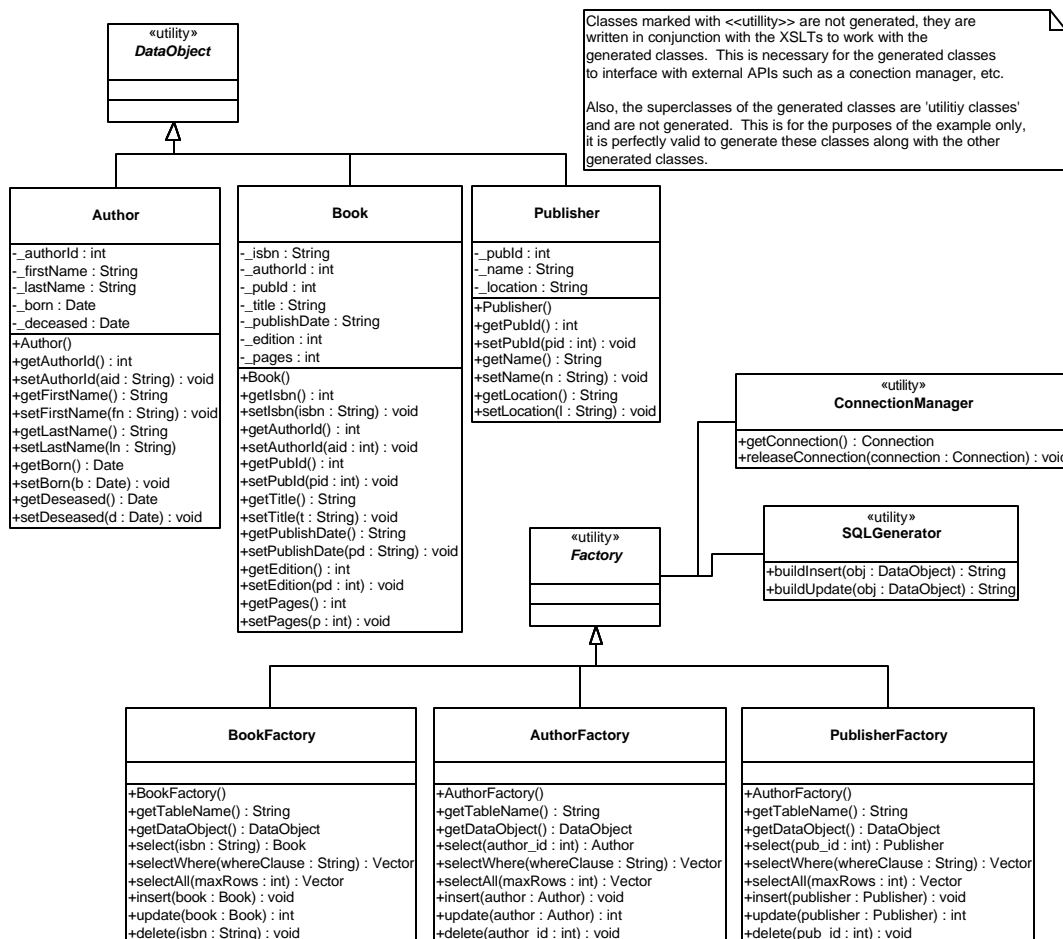 «utility»
DataObject
Classes marked with <<utillity>> are not generated, they are
written in conjunction with the XSLTs to work with the
generated classes.  This is necessary for the generated classes
to interface with external APIs such as a conection manager, etc.
Also, the superclasses of the generated classes are 'utilitiy classes'
and are not generated.  This is for the purposes of the example only,
it is perfectly valid to generate these classes along with the other
generated classes.
Author
-_authorId : int
-_firstName : String
-_lastName : String
-_born : Date
-_deceased : Date
+Author()
+getAuthorId() : int
+setAuthorId(aid : String) : void
+getFirstName() : String
+setFirstName(fn : String) : void
+getLastName() : String
+setLastName(ln : String)
+getBorn() : Date
+setBorn(b : Date) : void
+getDeseased() : Date
+setDeseased(d : Date) : void
Book
-_isbn : String
-_authorId : int
-_pubId : int
-_title : String
-_publishDate : String
-_edition : int
-_pages : int
+Book()
+getIsbn() : int
+setIsbn(isbn : String) : void
+getAuthorId() : int
+setAuthorId(aid : int) : void
+getPubId() : int
+setPubId(pid : int) : void
+getTitle() : String
+setTitle(t : String) : void
+getPublishDate() : String
+setPublishDate(pd : String) : void
+getEdition() : int
+setEdition(pd : int) : void
+getPages() : int
+setPages(p : int) : void
Publisher
-_pubId : int
-_name : String
-_location : String
+Publisher()
+getPubId() : int
+setPubId(pid : int) : void
+getName() : String
+setName(n : String) : void
+getLocation() : String
+setLocation(l : String) : void
«utility»
ConnectionManager
+getConnection() : Connection
+releaseConnection(connection : Connection) : void
«utility»
Factory
«utility»
SQLGenerator
+buildInsert(obj : DataObject) : String
+buildUpdate(obj : DataObject) : String
BookFactory
+BookFactory()
+getTableName() : String
+getDataObject() : DataObject
+select(isbn : String) : Book
+selectWhere(whereClause : String) : Vector
+selectAll(maxRows : int) : Vector
+insert(book : Book) : void
+update(book : Book) : int
+delete(isbn : String) : void
AuthorFactory
+AuthorFactory()
+getTableName() : String
+getDataObject() : DataObject
+select(author_id : int) : Author
+selectWhere(whereClause : String) : Vector
+selectAll(maxRows : int) : Vector
+insert(author : Author) : void
+update(author : Author) : int
+delete(author_id : int) : void
PublisherFactory
+AuthorFactory()
+getTableName() : String
+getDataObject() : DataObject
+select(pub_id : int) : Publisher
+selectWhere(whereClause : String) : Vector
+selectAll(maxRows : int) : Vector
+insert(publisher : Publisher) : void
+update(publisher : Publisher) : int
+delete(pub_id : int) : void